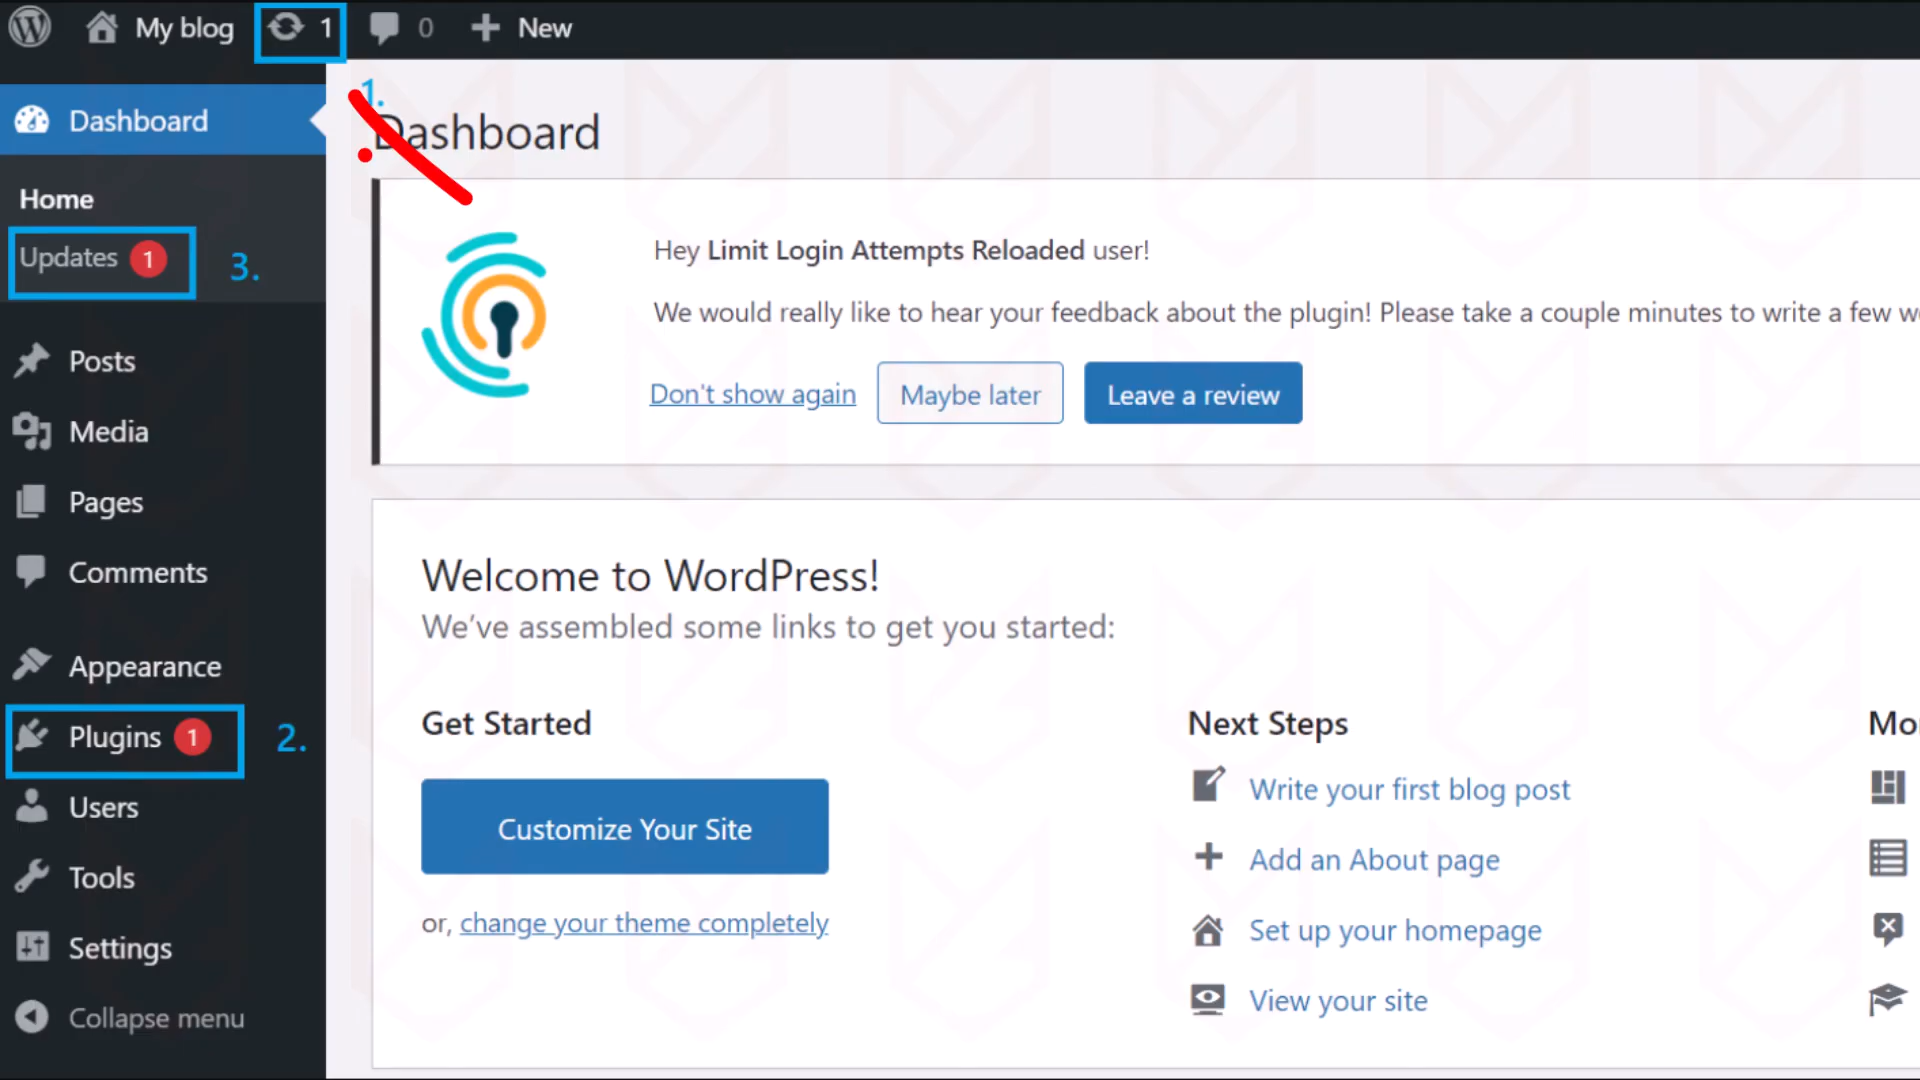 My blog 1 0 New
1.
Dashboard
Dashboard
Home
Updates 1 3.
Posts
Media
Pages
Comments
Appearance
Plugins 1 2.
Users
Tools
Settings
Collapse menu
Hey Limit Login Attempts Reloaded user!
We would really like to hear your feedback about the plugin! Please take a couple minutes to write a few
Don't show again Maybe later Leave a review
Welcome to WordPress!
We've assembled some links to get you started:
Get Started
Customize Your Site
or, change your theme completely
Next Steps
Write your first blog post
Add an About page
Set up your homepage
View your site